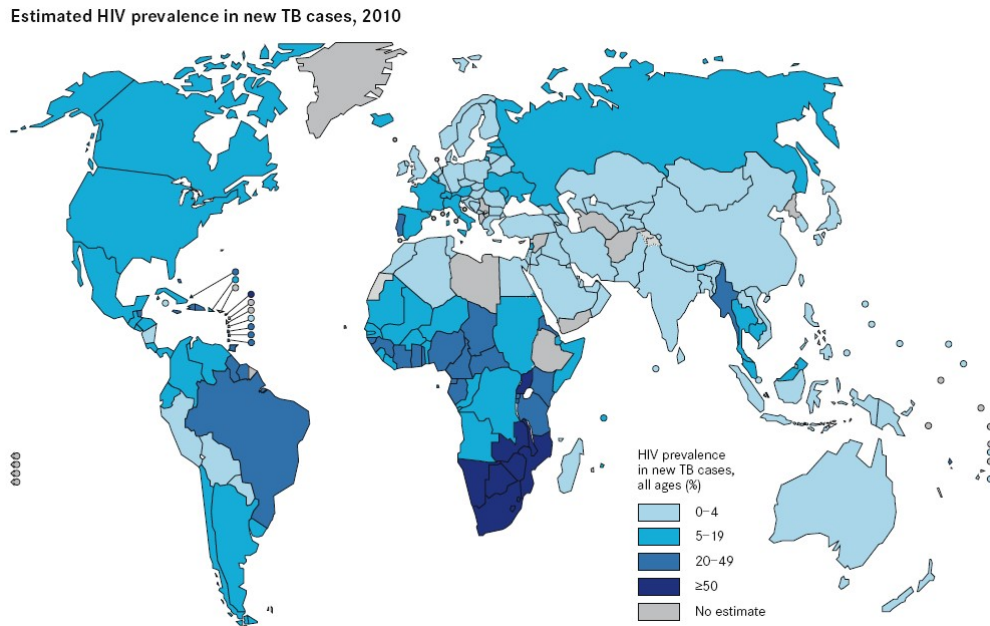 Estimated HIV prevalence in new TB cases, 2010
HIV prevalence
in new TB cases,
all ages (%)
0–4
5–19
20–49
≥50
No estimate